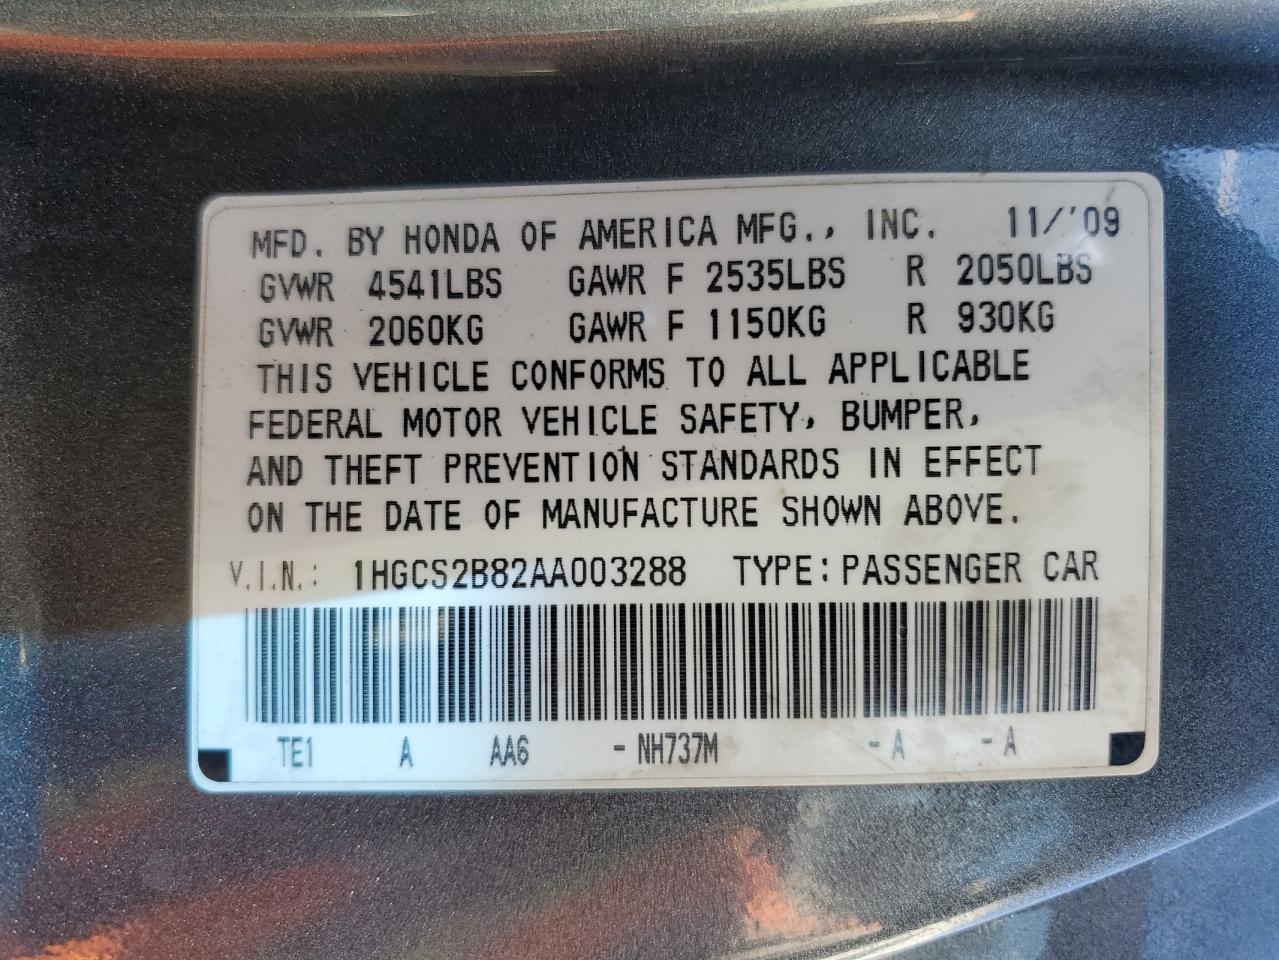 MFD. BY HONDA OF AMERICA MFG., INC. 11/'09
GVWR 4541LBS GAWR F 2535LBS R 2050LBS
GVWR 2060KG GAWR F 1150KG R 930KG
THIS VEHICLE CONFORMS TO ALL APPLICABLE
FEDERAL MOTOR VEHICLE SAFETY, BUMPER,
AND THEFT PREVENTION STANDARDS IN EFFECT
ON THE DATE OF MANUFACTURE SHOWN ABOVE.
V.I.N.: 1HGCS2B82AA003288 TYPE: PASSENGER CAR
TE1 A AA6 - NH737M - A - A